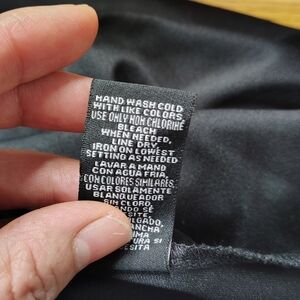 HAND WASH COLD
WITH LIKE COLORS
USE ONLY NON CHLORINE
BLEACH
WHEN NEEDED,
LINE DRY
IRON ON LOWEST
SETTING AS NEEDED
LAVAR A MANO
CON AGUA FRIA,
CON COLORES SIMILARES,
USAR SOLAMENTE
BLANQUEADOR
SIN CLORO,